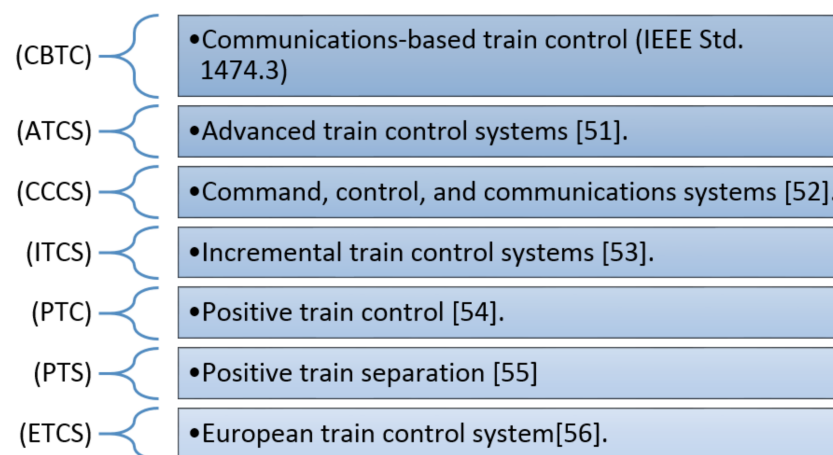 (CBTC)
•Communications-based train control (IEEE Std.
1474.3)
(ATCS)
•Advanced train control systems [51].
(CCCS)
•Command, control, and communications systems [52].
(ITCS)
•Incremental train control systems [53].
(PTC)
•Positive train control [54].
(PTS)
•Positive train separation [55]
(ETCS)
•European train control system[56].